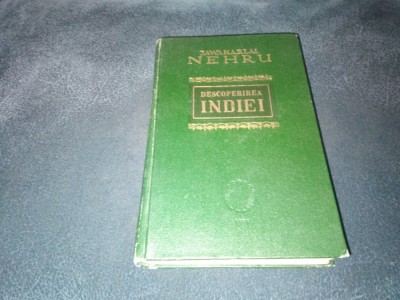 JAWAHARLAL
NEHRU
DESCOPERIREA
INDIEI